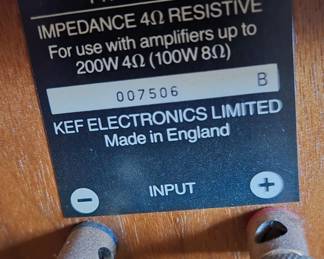 IMPEDANCE 4Ω RESISTIVE
For use with amplifiers up to
200W 4Ω (100W 8Ω)
007506 B
KEF ELECTRONICS LIMITED
Made in England
− INPUT +